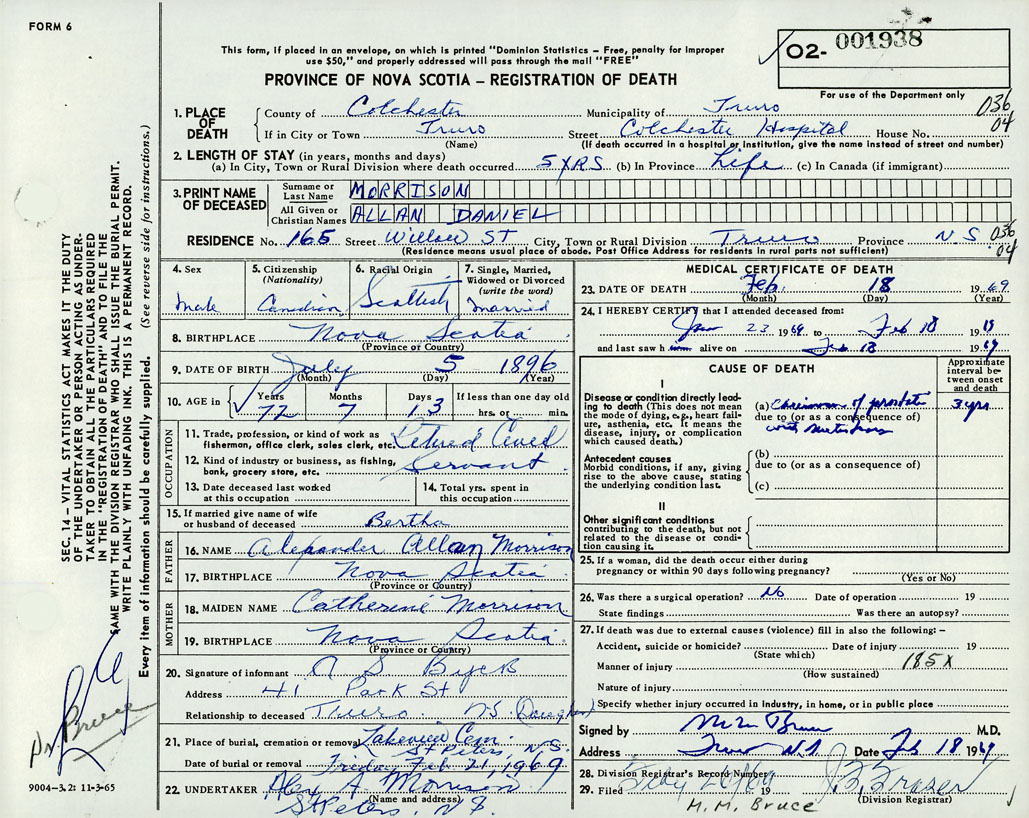 FORM 6
This form, if placed in an envelope, on which is printed "Dominion Statistics – Free, penalty for improper
use $50," and properly addressed will pass through the mail "FREE"
PROVINCE OF NOVA SCOTIA – REGISTRATION OF DEATH
02- 001938
For use of the Department only
036
04
SEC. 14 – VITAL STATISTICS ACT MAKES IT THE DUTY
OF THE UNDERTAKER OR PERSON ACTING AS UNDER-
TAKER TO OBTAIN ALL THE PARTICULARS REQUIRED
IN THE "REGISTRATION OF DEATH" AND TO FILE THE
SAME WITH THE DIVISION REGISTRAR WHO SHALL ISSUE THE BURIAL PERMIT.
WRITE PLAINLY WITH UNFADING INK. THIS IS A PERMANENT RECORD.
Every item of information should be carefully supplied. (See reverse side for instructions.)
1. PLACE OF DEATH
County of Colchester Municipality of Truro
If in City or Town Truro Street Colchester Hospital House No.
(Name) (If death occurred in a hospital or institution, give the name instead of street and number)
2. LENGTH OF STAY (in years, months and days)
(a) In City, Town or Rural Division where death occurred 5 YRS (b) In Province Life (c) In Canada (if immigrant)
3. PRINT NAME OF DECEASED
Surname or Last Name MORRISON
All Given or Christian Names ALLAN DANIEL
RESIDENCE No. 165 Street Willow ST City, Town or Rural Division Truro Province N.S. 036
04
(Residence means usual place of abode. Post Office Address for residents in rural parts not sufficient)
4. Sex
Male
5. Citizenship (Nationality)
Candian
6. Racial Origin
Scottish
7. Single, Married, Widowed or Divorced (write the word)
Married
8. BIRTHPLACE Nova Scotia
(Province or Country)
9. DATE OF BIRTH July 5 1896
(Month) (Day) (Year)
10. AGE in Years Months Days If less than one day old
72 7 13 hrs. or min.
OCCUPATION
11. Trade, profession, or kind of work as fisherman, office clerk, sales clerk, etc. Retired
12. Kind of industry or business, as fishing, bank, grocery store, etc. Servant
13. Date deceased last worked at this occupation
14. Total yrs. spent in this occupation
15. If married give name of wife or husband of deceased Bertha
FATHER
16. NAME Alexander Allan Morrison
17. BIRTHPLACE Nova Scotia
(Province or Country)
MOTHER
18. MAIDEN NAME Catherine Morrison
19. BIRTHPLACE Nova Scotia
(Province or Country)
20. Signature of informant A S
Address 41 Park St
Relationship to deceased Truro N.S. (Daughter)
21. Place of burial, cremation or removal Lakeview Cem.
St Peters N.S.
Date of burial or removal Friday Feb 21, 1969
22. UNDERTAKER Alex A. Morrison
(Name and address)
St Peters, N S.
MEDICAL CERTIFICATE OF DEATH
23. DATE OF DEATH Feb. 18 1969
(Month) (Day) (Year)
24. I HEREBY CERTIFY that I attended deceased from:
Jan 23 1969 to Feb 18 19
and last saw him alive on Feb 18 1969
CAUSE OF DEATH
Approximate interval between onset and death
I
Disease or condition directly leading to death (This does not mean the mode of dying, e.g., heart failure, asthenia, etc. It means the disease, injury, or complication which caused death.)
(a) of prostate 3 yrs
due to (or as a consequence of)
with
Antecedent causes
Morbid conditions, if any, giving rise to the above cause, stating the underlying condition last.
(b)
due to (or as a consequence of)
(c)
II
Other significant conditions
contributing to the death, but not related to the disease or condition causing it.
25. If a woman, did the death occur either during pregnancy or within 90 days following pregnancy?
(Yes or No)
26. Was there a surgical operation? No Date of operation 19
State findings Was there an autopsy?
27. If death was due to external causes (violence) fill in also the following: –
Accident, suicide or homicide? Date of injury 19
(State which)
Manner of injury 185X
(How sustained)
Nature of injury
Specify whether injury occurred in industry, in home, or in public place
Signed by Bruce M.D.
Address Truro N.S Date Feb 18 1969
28. Division Registrar's Record Number
29. Filed 19
Fraser
(Division Registrar)
H. M. Bruce
Dr. Bruce
9004-3.2: 11-3-65